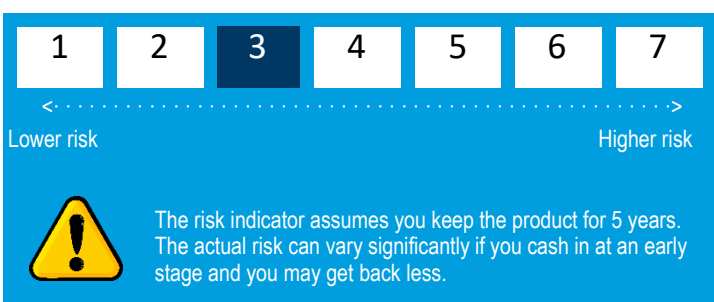 1 2 3 4 5 6 7
Lower risk Higher risk
The risk indicator assumes you keep the product for 5 years.
The actual risk can vary significantly if you cash in at an early
stage and you may get back less.